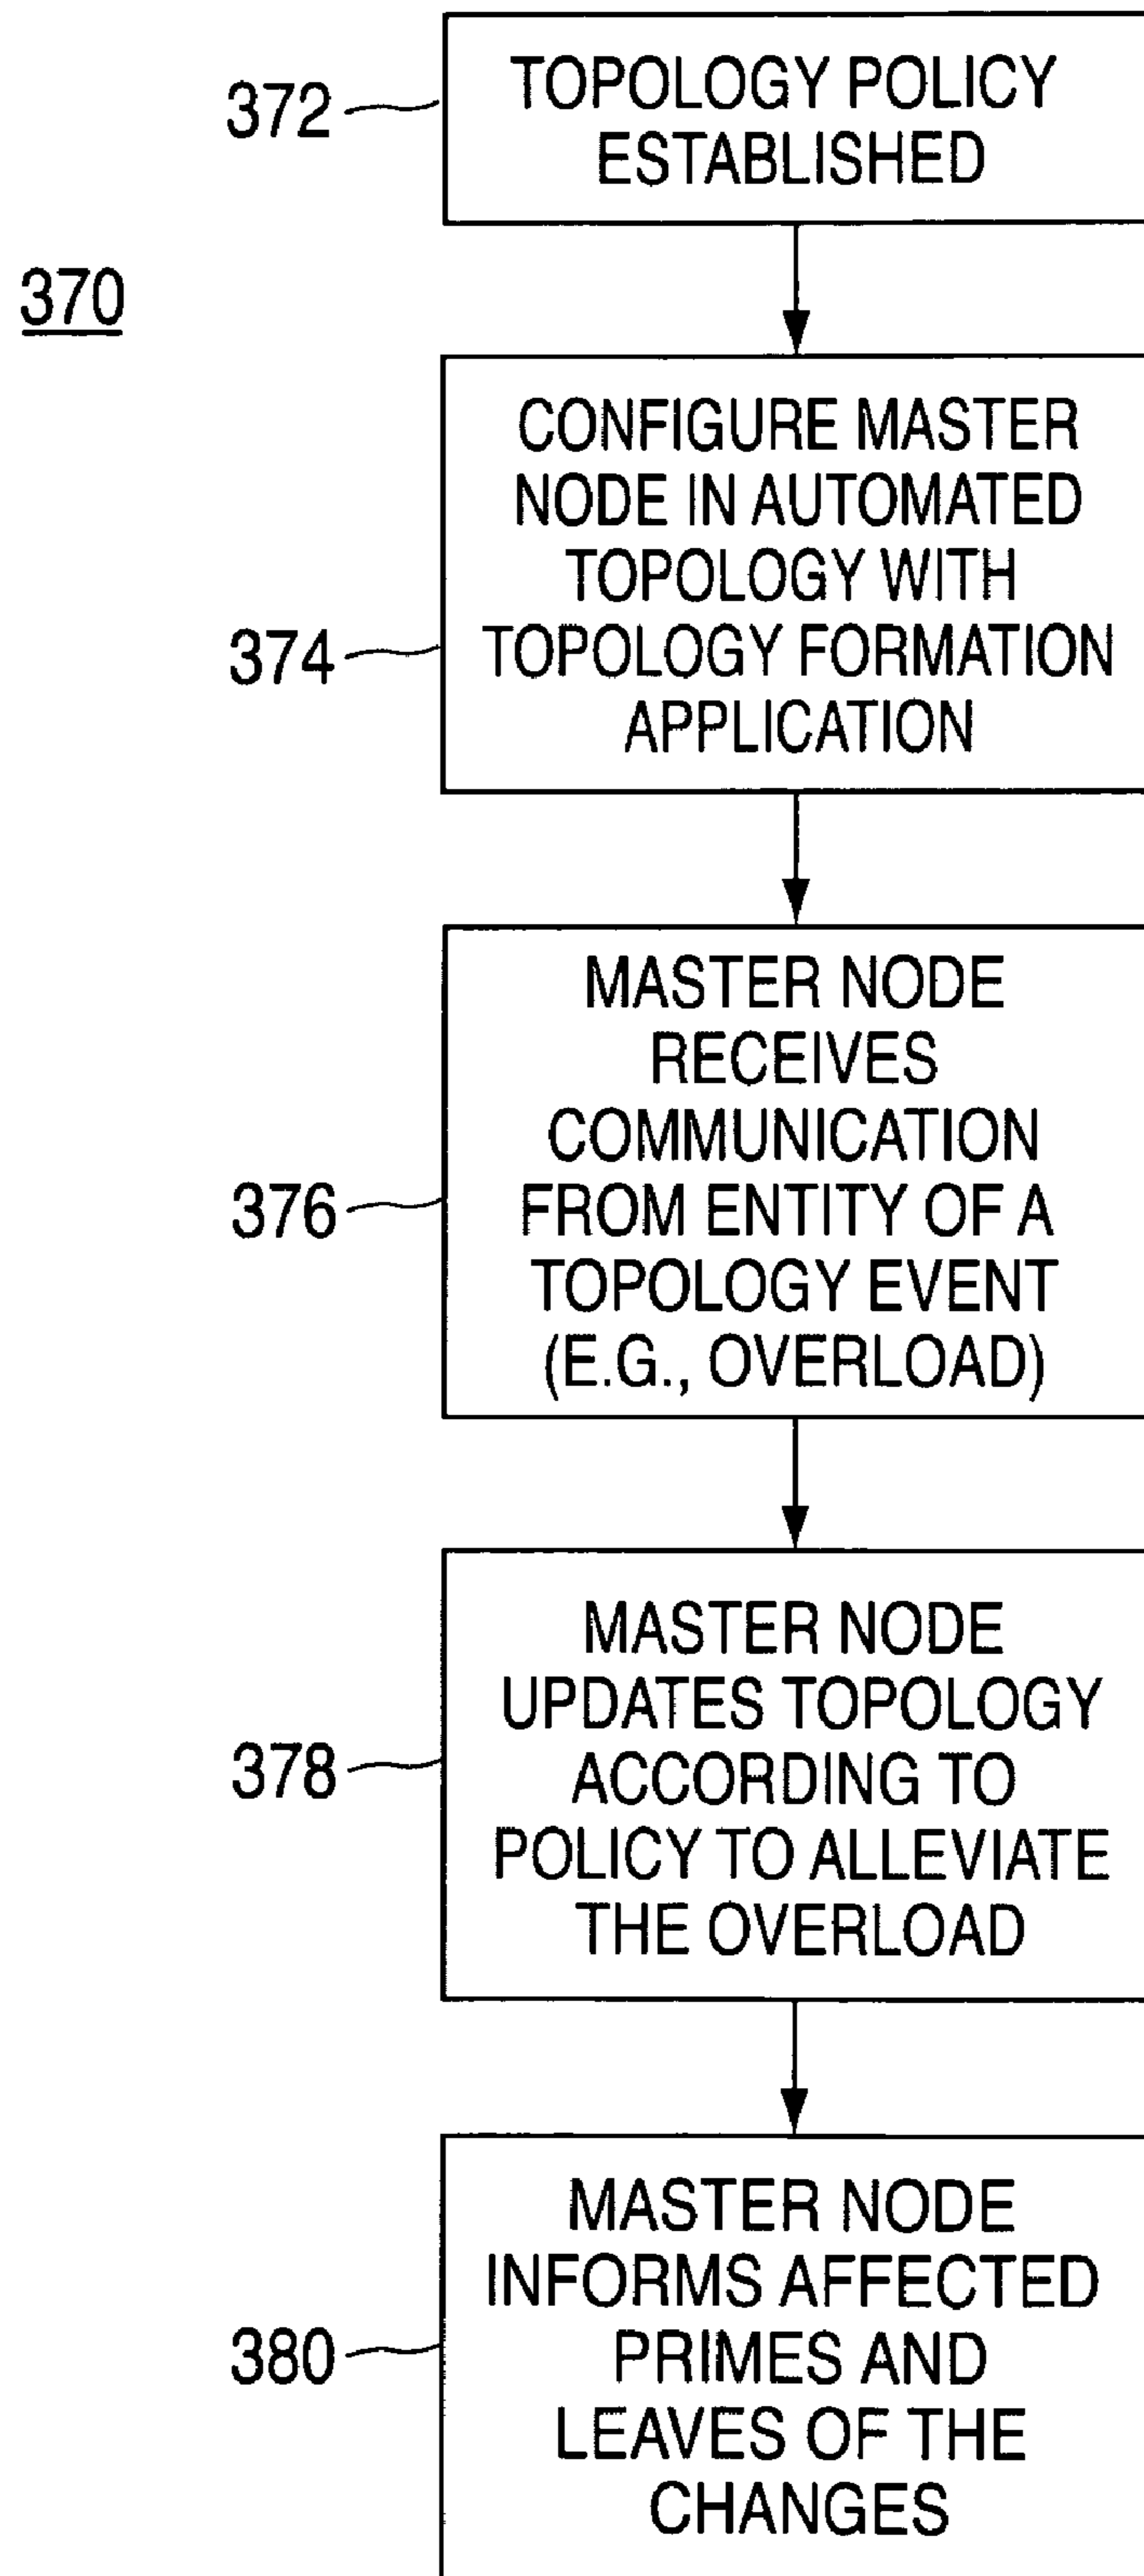 372
TOPOLOGY POLICY
ESTABLISHED
370
374
CONFIGURE MASTER
NODE IN AUTOMATED
TOPOLOGY WITH
TOPOLOGY FORMATION
APPLICATION
376
MASTER NODE
RECEIVES
COMMUNICATION
FROM ENTITY OF A
TOPOLOGY EVENT
(E.G., OVERLOAD)
378
MASTER NODE
UPDATES TOPOLOGY
ACCORDING TO
POLICY TO ALLEVIATE
THE OVERLOAD
380
MASTER NODE
INFORMS AFFECTED
PRIMES AND
LEAVES OF THE
CHANGES